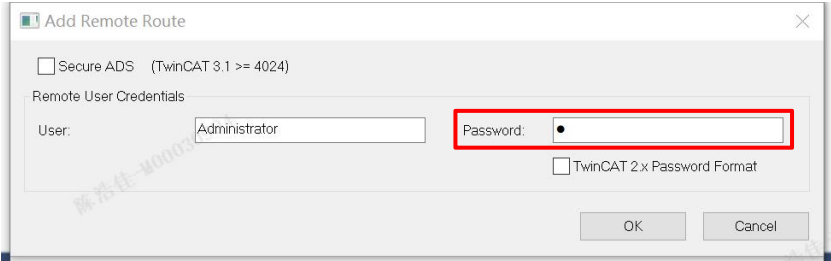 Add Remote Route
Secure ADS (TwinCAT 3.1 >= 4024)
Remote User Credentials
User: Administrator Password: ●
TwinCAT 2.x Password Format
OK Cancel